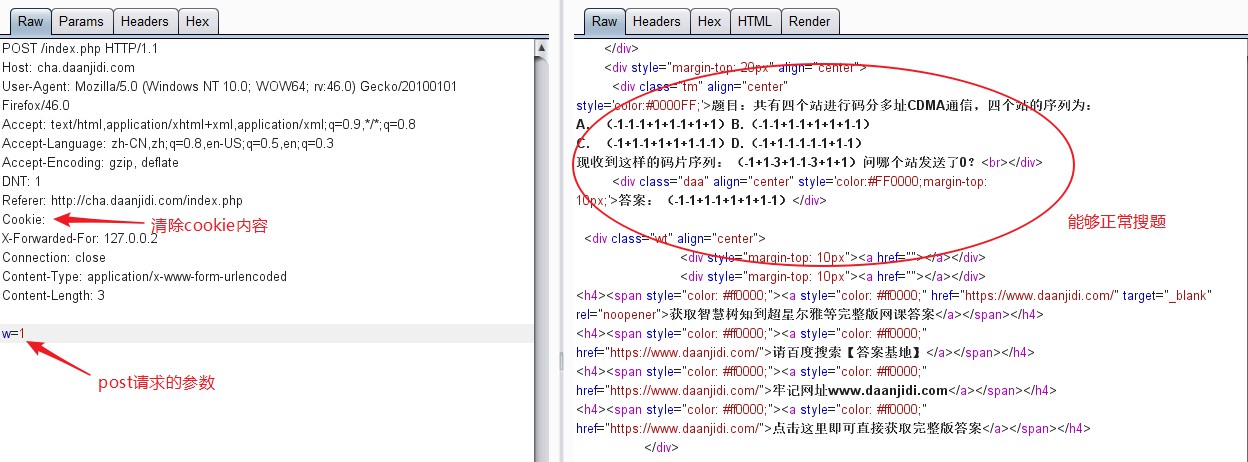 Raw Params Headers Hex
POST /index.php HTTP/1.1
Host: cha.daanjidi.com
User-Agent: Mozilla/5.0 (Windows NT 10.0; WOW64; rv:46.0) Gecko/20100101
Firefox/46.0
Accept: text/html,application/xhtml+xml,application/xml;q=0.9,*/*;q=0.8
Accept-Language: zh-CN,zh;q=0.8,en-US;q=0.5,en;q=0.3
Accept-Encoding: gzip, deflate
DNT: 1
Referer: http://cha.daanjidi.com/index.php
Cookie:
清除cookie内容
X-Forwarded-For: 127.0.0.2
Connection: close
Content-Type: application/x-www-form-urlencoded
Content-Length: 3
w=1
post请求的参数
Raw Headers Hex HTML Render
</div>
<div style="margin-top: 20px" align="center">
<div class="tm" align="center"
style='color:#0000FF;'>题目：共有四个站进行码分多址CDMA通信，四个站的序列为：
A. （-1-1-1+1+1-1+1+1）B.（-1-1+1-1+1+1+1-1）
C. （-1+1-1+1+1+1-1-1）D.（-1+1-1-1-1-1+1-1）
现收到这样的码片序列：（-1+1-3+1-1-3+1+1）问哪个站发送了0？<br></div>
<div class="daa" align="center" style='color:#FF0000;margin-top:
10px;'>答案：（-1-1+1-1+1+1+1-1）</div>
能够正常搜题
<div class="wt" align="center">
<div style="margin-top: 10px"><a href=""></a></div>
<div style="margin-top: 10px"><a href=""></a></div>
<h4><span style="color: #ff0000;"><a style="color: #ff0000;" href="https://www.daanjidi.com/" target="_blank"
rel="noopener">获取智慧树知到超星尔雅等完整版网课答案</a></span></h4>
<h4><span style="color: #ff0000;"><a style="color: #ff0000;"
href="https://www.daanjidi.com/">请百度搜索【答案基地】</a></span></h4>
<h4><span style="color: #ff0000;"><a style="color: #ff0000;"
href="https://www.daanjidi.com/">牢记网址www.daanjidi.com</a></span></h4>
<h4><span style="color: #ff0000;"><a style="color: #ff0000;"
href="https://www.daanjidi.com/">点击这里即可直接获取完整版答案</a></span></h4>
</div>